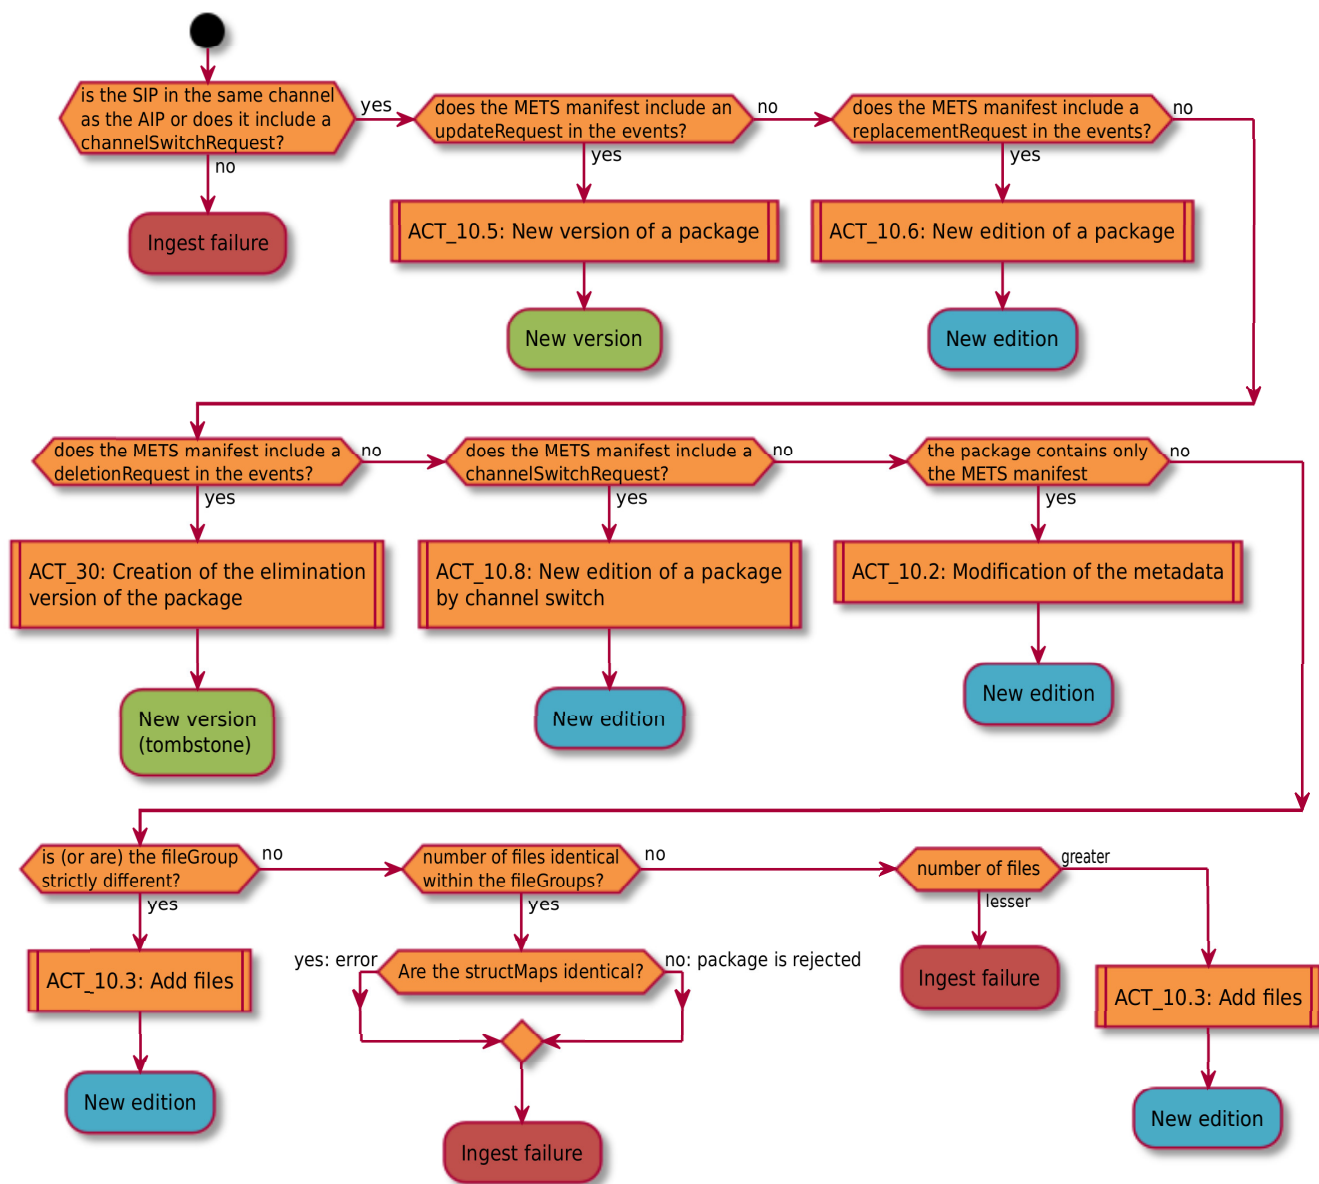 is the SIP in the same channel
as the AIP or does it include a
channelSwitchRequest?
yes
no
Ingest failure
does the METS manifest include an
updateRequest in the events?
no
yes
ACT_10.5: New version of a package
New version
does the METS manifest include a
replacementRequest in the events?
no
yes
ACT_10.6: New edition of a package
New edition
does the METS manifest include a
deletionRequest in the events?
no
yes
ACT_30: Creation of the elimination
version of the package
New version
(tombstone)
does the METS manifest include a
channelSwitchRequest?
no
yes
ACT_10.8: New edition of a package
by channel switch
New edition
the package contains only
the METS manifest
no
yes
ACT_10.2: Modification of the metadata
New edition
is (or are) the fileGroup
strictly different?
no
yes
ACT_10.3: Add files
New edition
number of files identical
within the fileGroups?
no
yes
yes: error
Are the structMaps identical?
no: package is rejected
Ingest failure
number of files
greater
lesser
Ingest failure
ACT_10.3: Add files
New edition